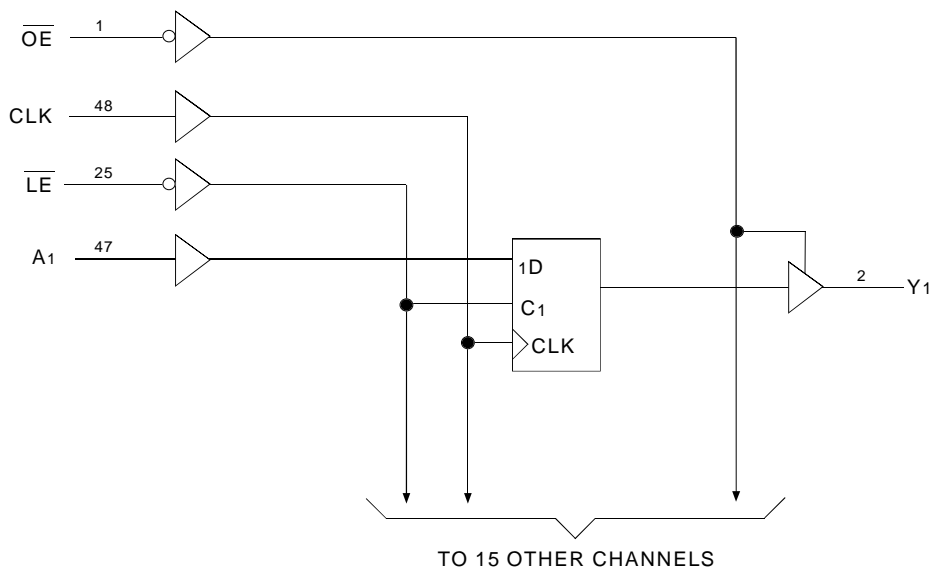 OE 1
CLK 48
LE 25
A1 47
1D
C1
CLK
2 Y1
TO 15 OTHER CHANNELS